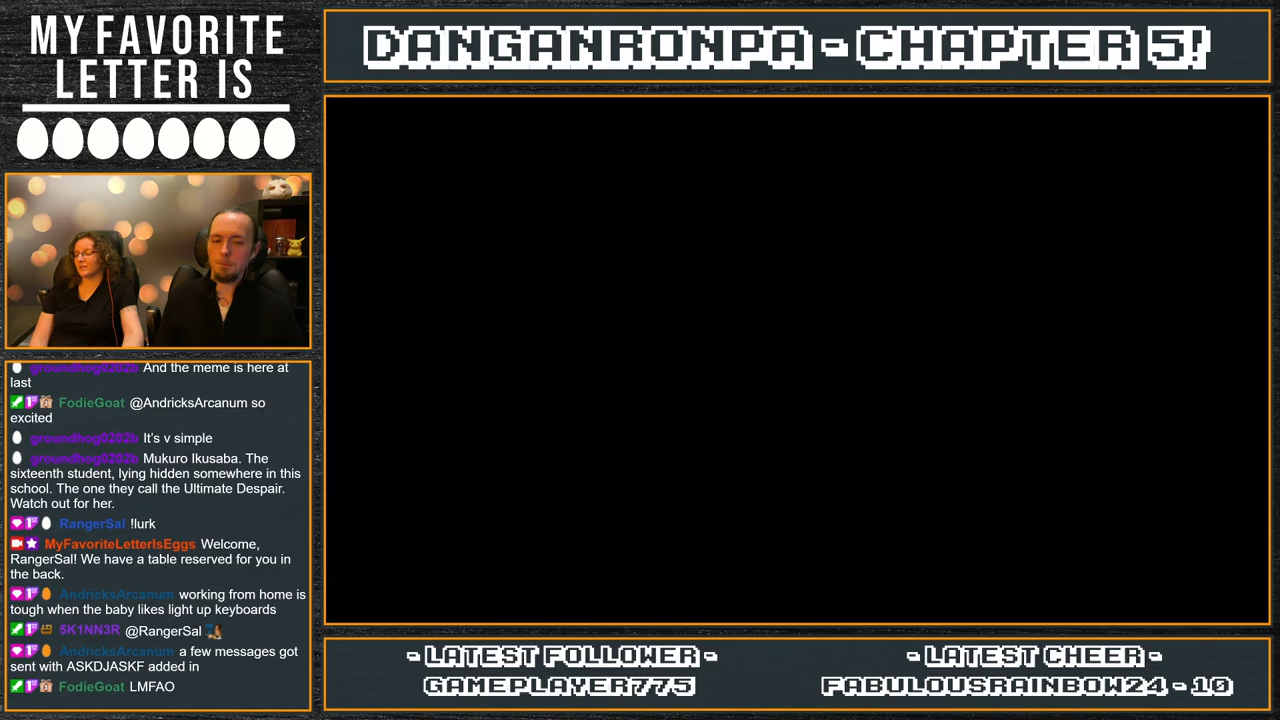 MY FAVORITE
LETTER IS
DANGANRONPA - CHAPTER 5!
groundhog0202b And the meme is here at
last
FodieGoat @AndricksArcanum so
excited
groundhog0202b It's v simple
groundhog0202b Mukuro Ikusaba. The
sixteenth student, lying hidden somewhere in this
school. The one they call the Ultimate Despair.
Watch out for her.
RangerSal !lurk
MyFavoriteLetterIsEggs Welcome,
RangerSal! We have a table reserved for you in
the back.
AndricksArcanum working from home is
tough when the baby likes light up keyboards
5K1NN3R @RangerSal
AndricksArcanum a few messages got
sent with ASKDJASKF added in
FodieGoat LMFAO
- LATEST FOLLOWER -
GAMEPLAYER775
- LATEST CHEER -
FABULOUSRAINBOW24 - 10